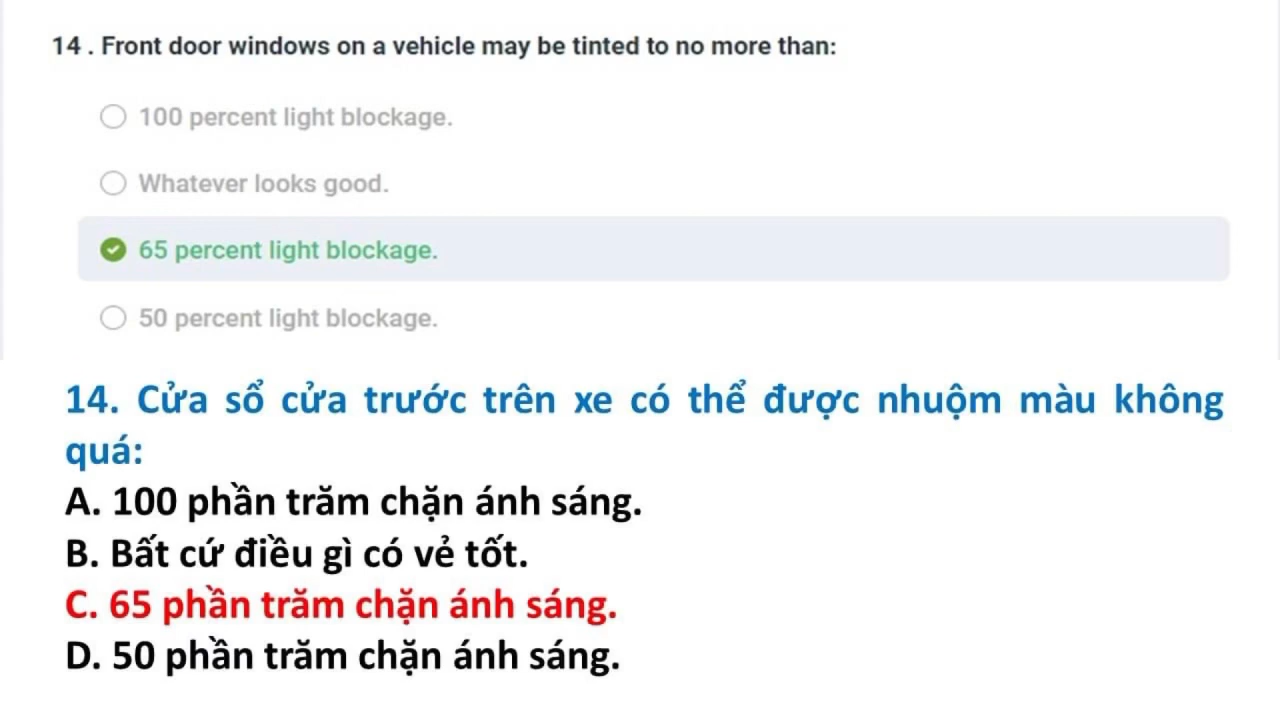 14 . Front door windows on a vehicle may be tinted to no more than:
100 percent light blockage.
Whatever looks good.
65 percent light blockage.
50 percent light blockage.
14. Cửa sổ cửa trước trên xe có thể được nhuộm màu không
quá:
A. 100 phần trăm chặn ánh sáng.
B. Bất cứ điều gì có vẻ tốt.
C. 65 phần trăm chặn ánh sáng.
D. 50 phần trăm chặn ánh sáng.